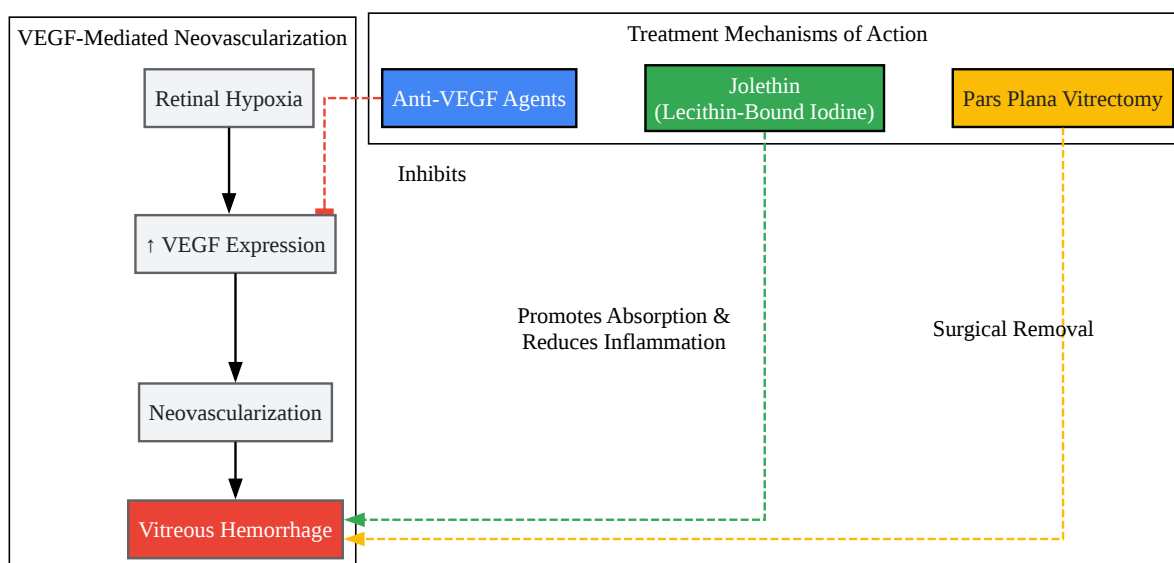 VEGF-Mediated Neovascularization
Retinal Hypoxia
↑ VEGF Expression
Neovascularization
Vitreous Hemorrhage
Treatment Mechanisms of Action
Anti-VEGF Agents
Jolethin
(Lecithin-Bound Iodine)
Pars Plana Vitrectomy
Inhibits
Promotes Absorption &
Reduces Inflammation
Surgical Removal